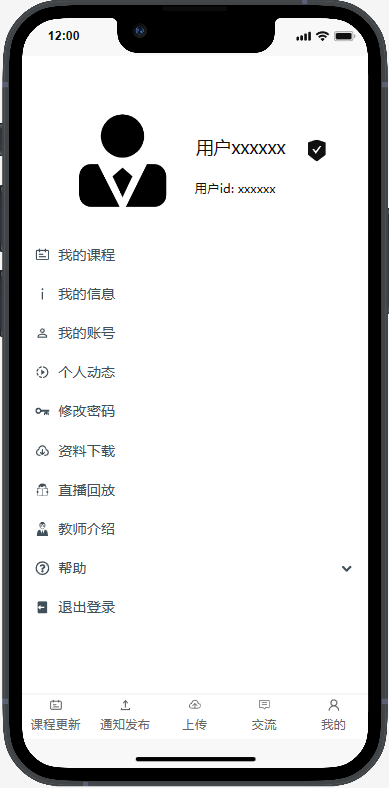 12:00
用户xxxxxx
用户id: xxxxxx
我的课程
我的信息
我的账号
个人动态
修改密码
资料下载
直播回放
教师介绍
帮助
退出登录
课程更新 通知发布 上传 交流 我的